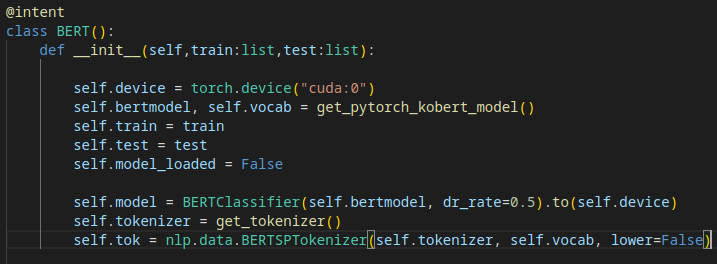 @intent
class BERT():
    def __init__(self,train:list,test:list):
        self.device = torch.device("cuda:0")
        self.bertmodel, self.vocab = get_pytorch_kobert_model()
        self.train = train
        self.test = test
        self.model_loaded = False
        self.model = BERTClassifier(self.bertmodel, dr_rate=0.5).to(self.device)
        self.tokenizer = get_tokenizer()
        self.tok = nlp.data.BERTSPTokenizer(self.tokenizer, self.vocab, lower=False)